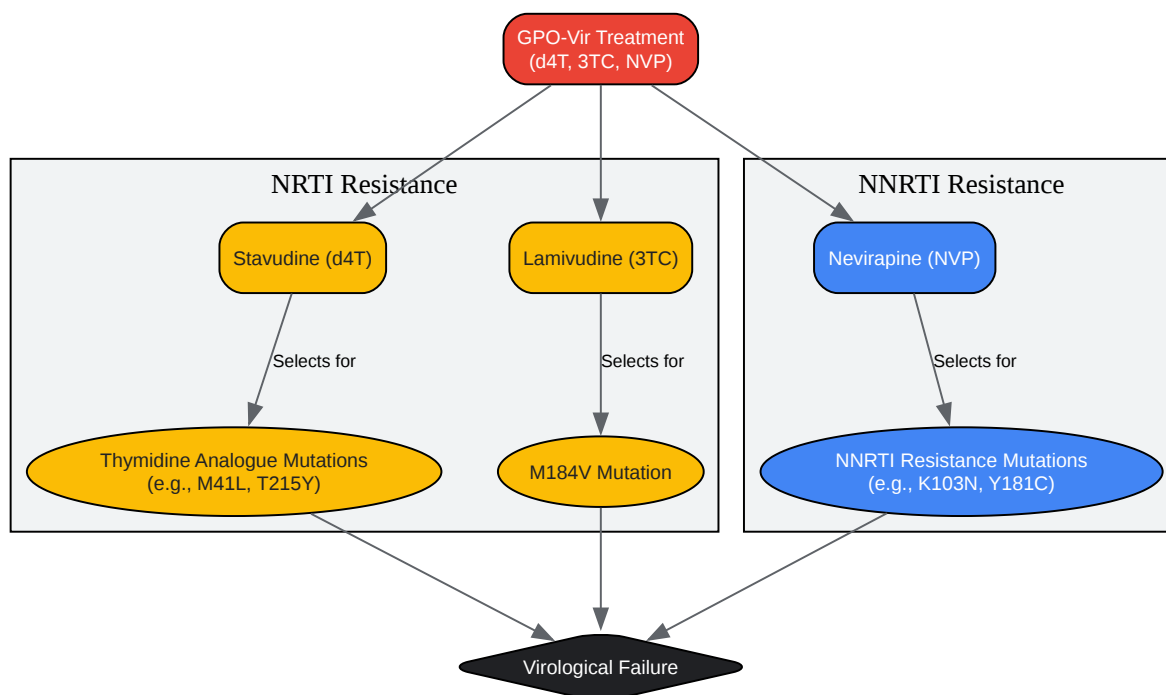 GPO-Vir Treatment
(d4T, 3TC, NVP)
NRTI Resistance
NNRTI Resistance
Stavudine (d4T)
Lamivudine (3TC)
Nevirapine (NVP)
Selects for
Selects for
Selects for
Thymidine Analogue Mutations
(e.g., M41L, T215Y)
M184V Mutation
NNRTI Resistance Mutations
(e.g., K103N, Y181C)
Virological Failure